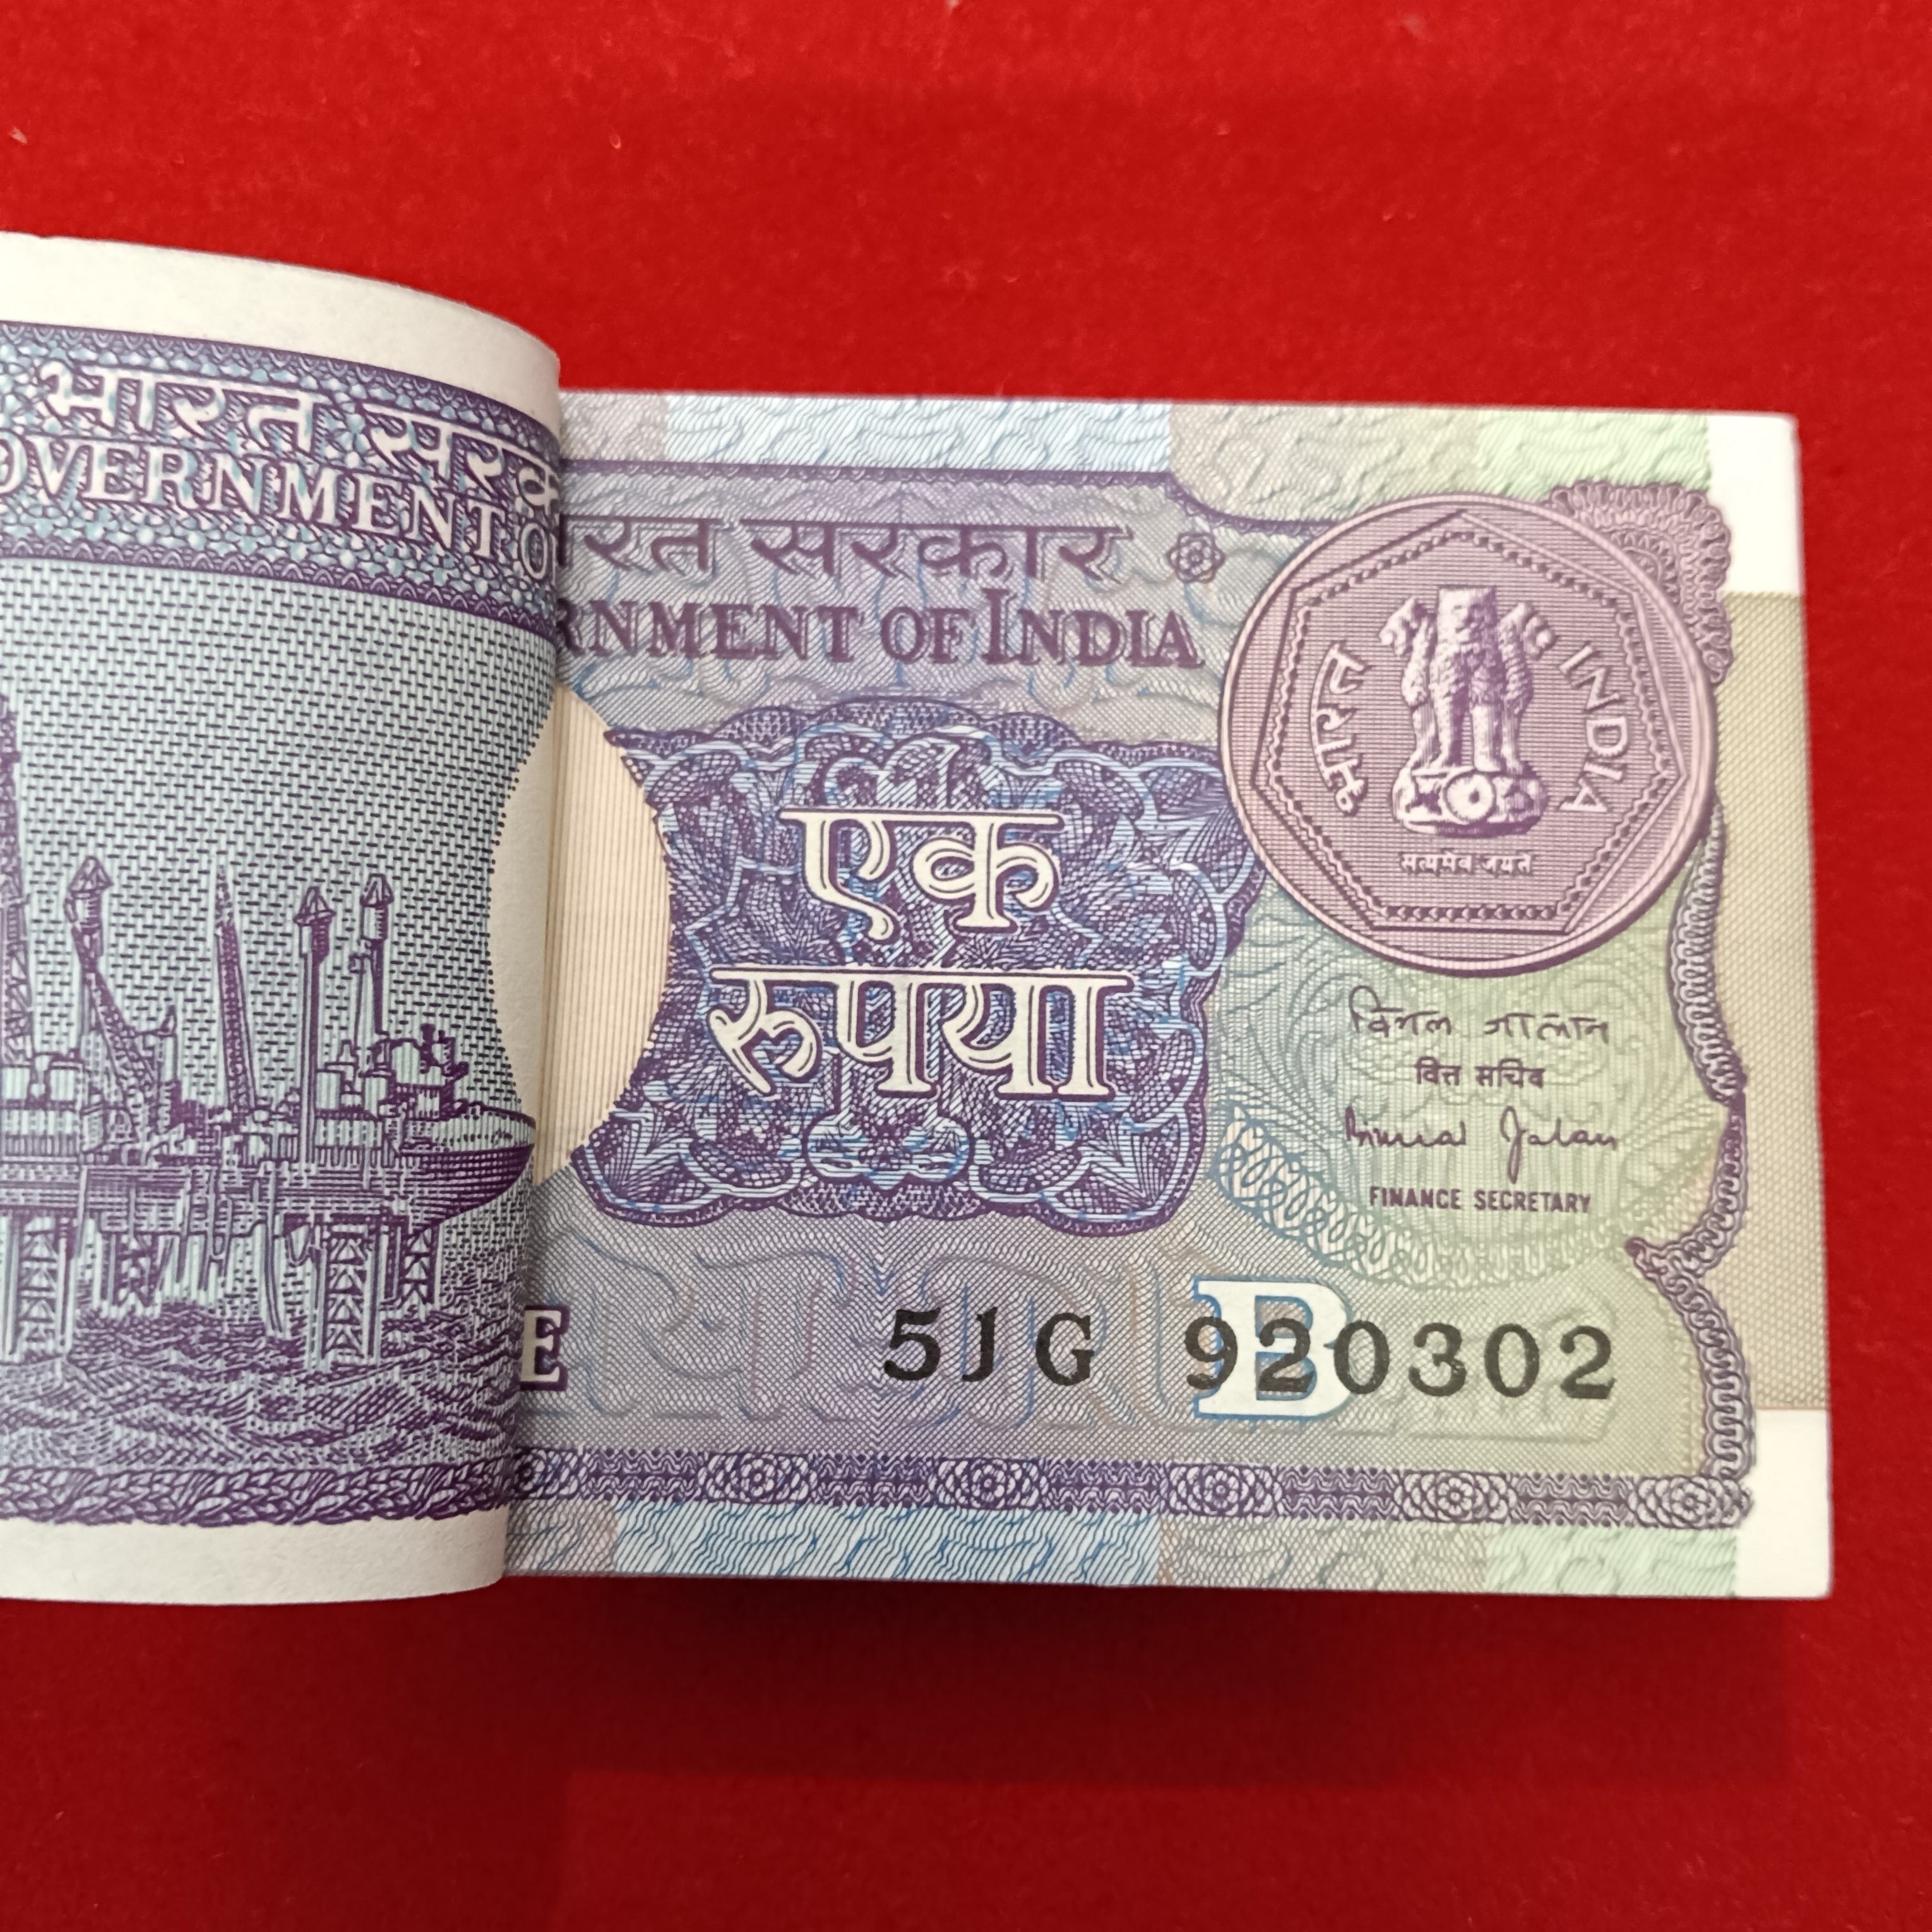 भारत सरक
OVERNMENT O
रत सरकार
RNMENT OF INDIA
भारत
INDIA
सत्यमेव जयते
एक
रुपया
विमल जालान
वित्त सचिव
Bimal Jalan
FINANCE SECRETARY
E
51G 920302
B